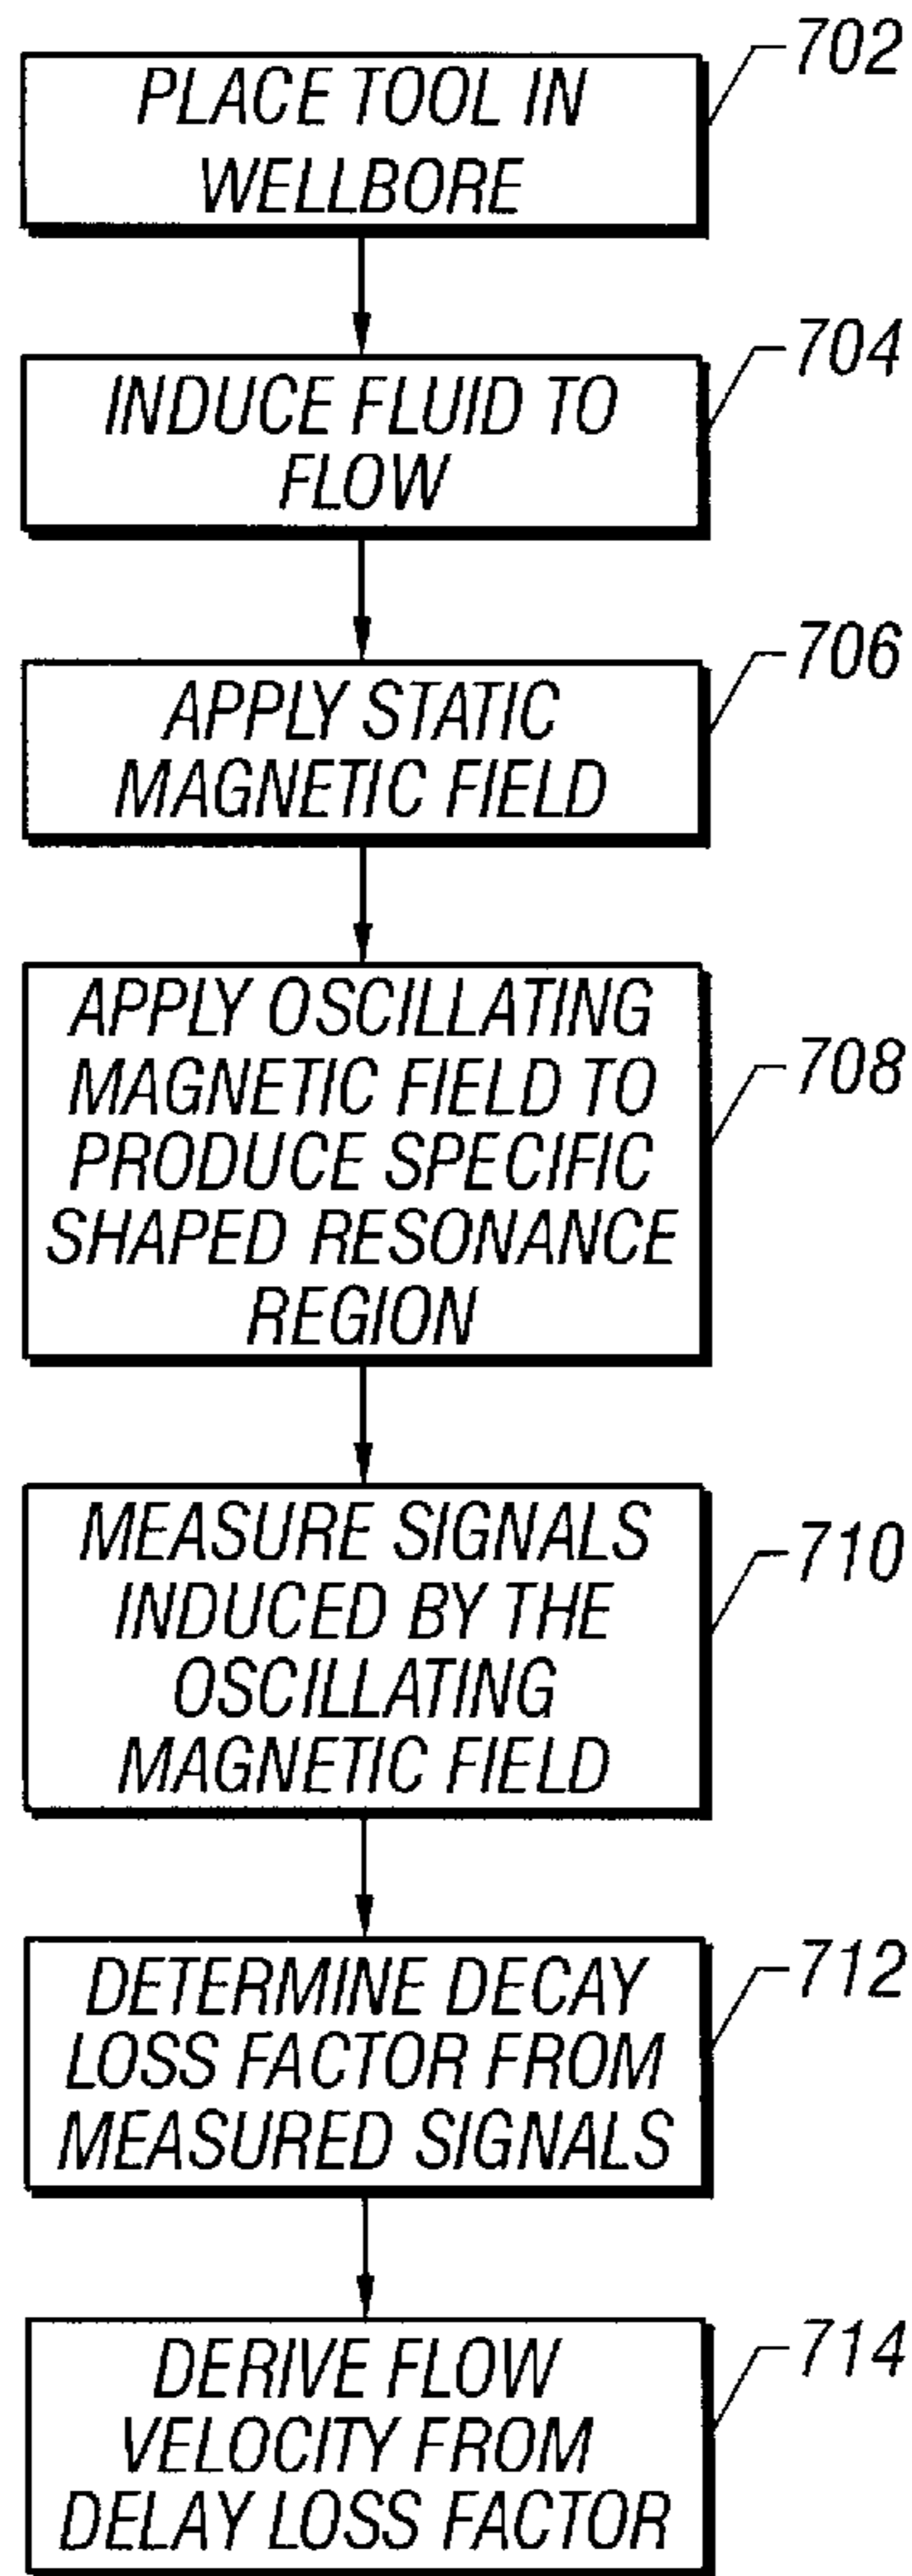 702
PLACE TOOL IN
WELLBORE
704
INDUCE FLUID TO
FLOW
706
APPLY STATIC
MAGNETIC FIELD
708
APPLY OSCILLATING
MAGNETIC FIELD TO
PRODUCE SPECIFIC
SHAPED RESONANCE
REGION
710
MEASURE SIGNALS
INDUCED BY THE
OSCILLATING
MAGNETIC FIELD
712
DETERMINE DECAY
LOSS FACTOR FROM
MEASURED SIGNALS
714
DERIVE FLOW
VELOCITY FROM
DELAY LOSS FACTOR